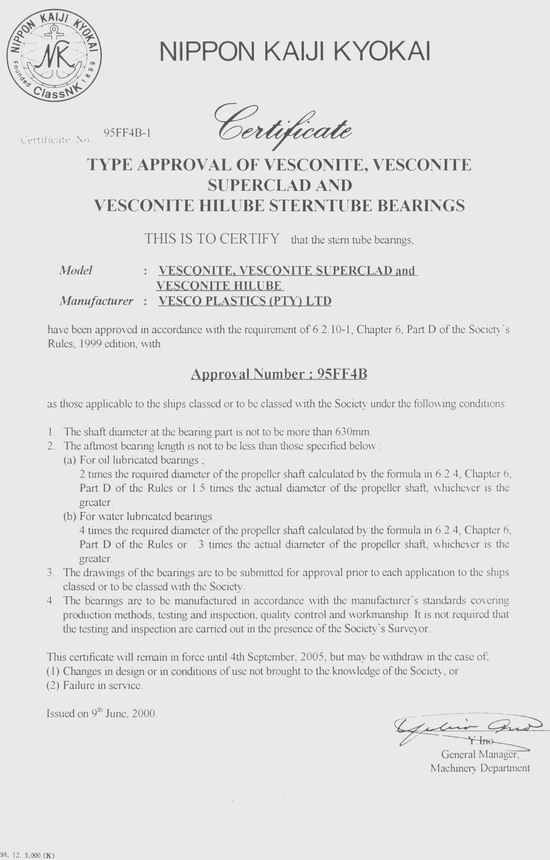 NIPPON KAIJI KYOKAI
NK
Founded 1899
ClassNK
NIPPON KAIJI KYOKAI
Certificate No. 95FF4B-1
Certificate
TYPE APPROVAL OF VESCONITE, VESCONITE
SUPERCLAD AND
VESCONITE HILUBE STERNTUBE BEARINGS
THIS IS TO CERTIFY that the stern tube bearings,
Model : VESCONITE, VESCONITE SUPERCLAD and
VESCONITE HILUBE
Manufacturer : VESCO PLASTICS (PTY) LTD
have been approved in accordance with the requirement of 6.2.10-1, Chapter 6, Part D of the Society's
Rules, 1999 edition, with
Approval Number : 95FF4B
as those applicable to the ships classed or to be classed with the Society under the following conditions:
1. The shaft diameter at the bearing part is not to be more than 630mm.
2. The aftmost bearing length is not to be less than those specified below :
(a) For oil lubricated bearings ;
2 times the required diameter of the propeller shaft calculated by the formula in 6.2.4, Chapter 6,
Part D of the Rules or 1.5 times the actual diameter of the propeller shaft, whichever is the
greater.
(b) For water lubricated bearings
4 times the required diameter of the propeller shaft calculated by the formula in 6.2.4, Chapter 6,
Part D of the Rules or 3 times the actual diameter of the propeller shaft, whichever is the
greater.
3. The drawings of the bearings are to be submitted for approval prior to each application to the ships
classed or to be classed with the Society.
4. The bearings are to be manufactured in accordance with the manufacturer's standards covering
production methods, testing and inspection, quality control and workmanship. It is not required that
the testing and inspection are carried out in the presence of the Society's Surveyor.
This certificate will remain in force until 4th September, 2005, but may be withdraw in the case of;
(1) Changes in design or in conditions of use not brought to the knowledge of the Society, or
(2) Failure in service.
Issued on 9th June, 2000.
Y Ino
General Manager,
Machinery Department
98. 12. 5,000 (K)